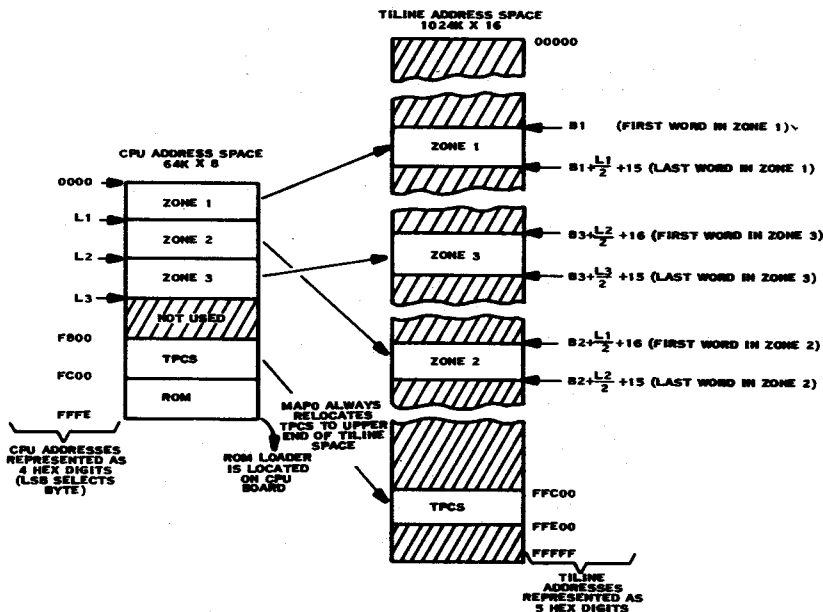 TILINE ADDRESS SPACE
1024K X 16
00000
B1 (FIRST WORD IN ZONE 1)
ZONE 1
B1+L1/2 +15 (LAST WORD IN ZONE 1)
CPU ADDRESS SPACE
64K X 8
0000
ZONE 1
L1
ZONE 2
L2
ZONE 3
L3
NOT USED
F800
TPCS
FC00
ROM
FFFE
B3+L2/2 +16 (FIRST WORD IN ZONE 3)
ZONE 3
B3+L3/2 +15 (LAST WORD IN ZONE 3)
B2+L1/2 +16 (FIRST WORD IN ZONE 2)
ZONE 2
B2+L2/2 +15 (LAST WORD IN ZONE 2)
MAP0 ALWAYS
RELOCATES
TPCS TO UPPER
END OF TILINE
SPACE
CPU ADDRESSES
REPRESENTED AS
4 HEX DIGITS
(LSB SELECTS
BYTE)
ROM LOADER
IS LOCATED
ON CPU
BOARD
FFC00
TPCS
FFE00
FFFFF
TILINE
ADDRESSES
REPRESENTED AS
5 HEX DIGITS